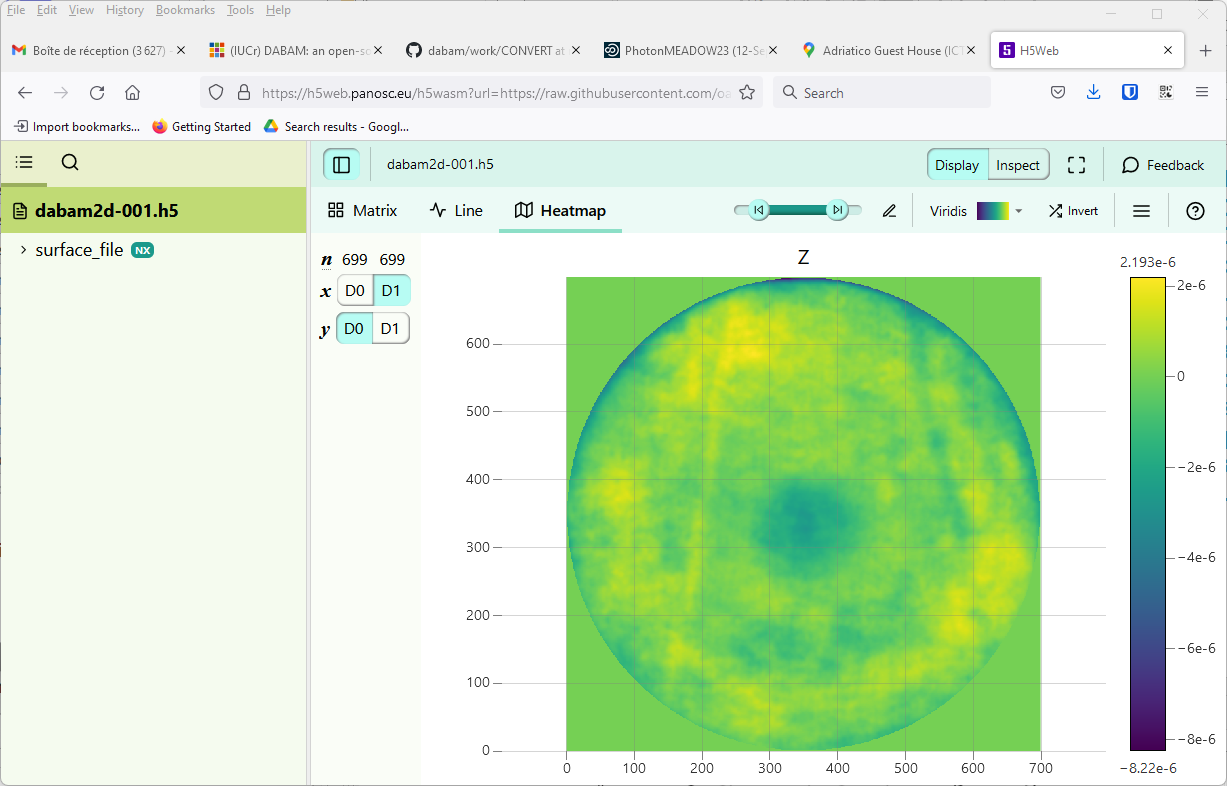 File Edit View History Bookmarks Tools Help
Boîte de réception (3 627) - (IUCr) DABAM: an open-so dabam/work/CONVERT at PhotonMEADOW23 (12-Se Adriatico Guest House (ICT H5Web
https://h5web.panosc.eu/h5wasm?url=https://raw.githubusercontent.com/oa Search
Import bookmarks... Getting Started Search results - Googl...
dabam2d-001.h5 Display Inspect Feedback
dabam2d-001.h5 Matrix Line Heatmap Viridis Invert
surface_file NX
n 699 699
x D0 D1
y D0 D1
Z
2.193e-6
2e-6
0
−2e-6
−4e-6
−6e-6
−8e-6
−8.22e-6
600
500
400
300
200
100
0
0 100 200 300 400 500 600 700